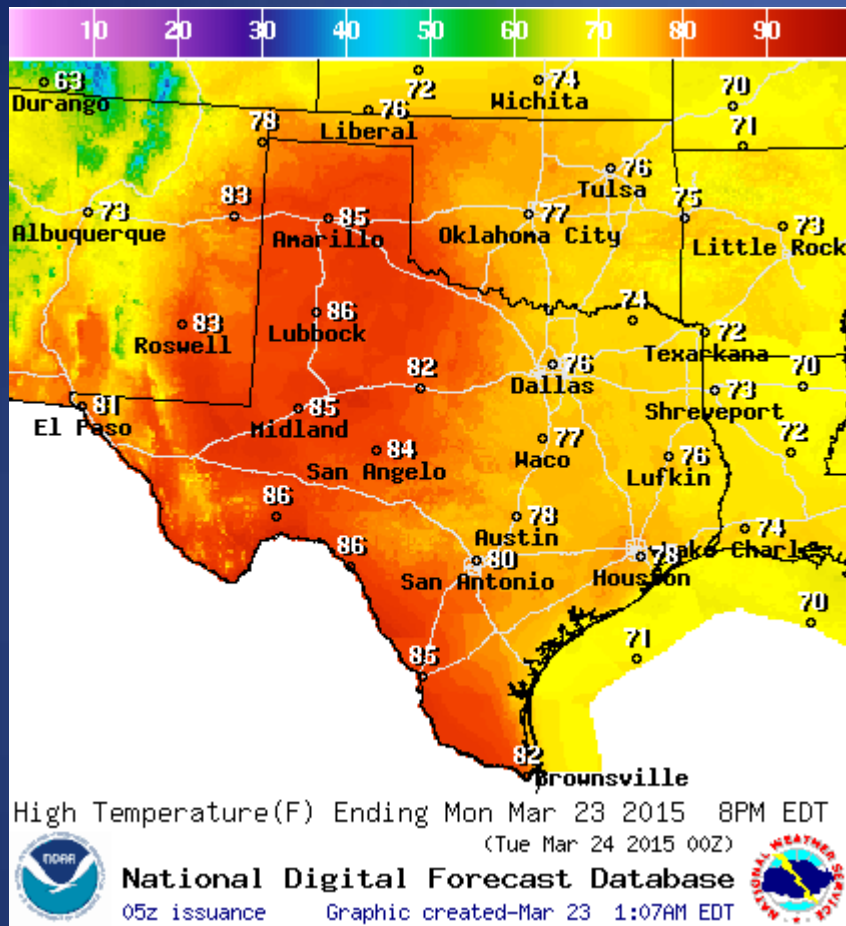 10 20 30 40 50 60 70 80 90
63
Durango
72
74
Wichita
70
76
Liberal
78
71
76
Tulsa
83
73
Albuquerque
85
Amarillo
77
Oklahoma City
75
73
Little Rock
83
Roswell
86
Lubbock
74
72
Texarkana
82
76
Dallas
70
73
Shreveport
81
El Paso
85
Midland
84
San Angelo
77
Waco
76
Lufkin
72
86
78
Austin
74
Lake Charles
86
80
San Antonio
78
Houston
70
71
85
82
Brownsville
High Temperature(F) Ending Mon Mar 23 2015 8PM EDT
(Tue Mar 24 2015 00Z)
National Digital Forecast Database
05z issuance Graphic created-Mar 23 1:07AM EDT
NOAA
NATIONAL WEATHER SERVICE